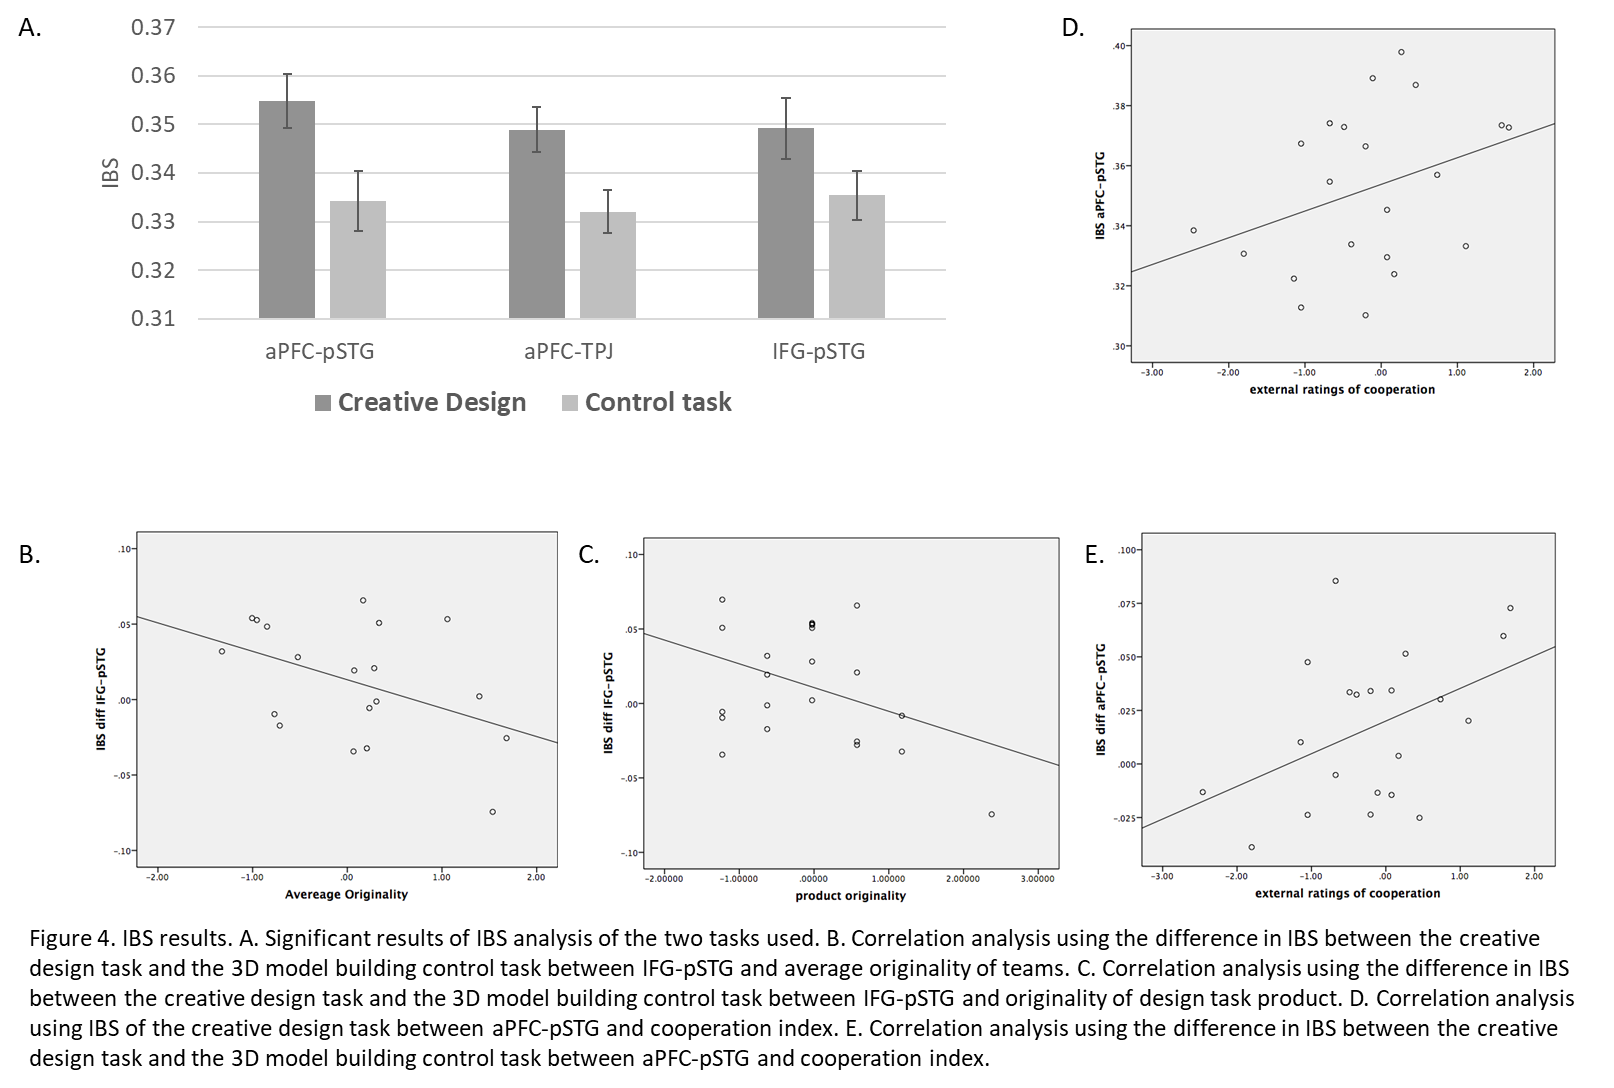 A.
0.37
0.36
0.35
0.34
0.33
0.32
0.31
IBS
aPFC-pSTG aPFC-TPJ IFG-pSTG
Creative Design Control task
D.
.40
.38
.36
.34
.32
.30
IBS aPFC-pSTG
-3.00 -2.00 -1.00 .00 1.00 2.00
external ratings of cooperation
B.
.10
.05
.00
-.05
-.10
IBS diff IFG-pSTG
-2.00 -1.00 .00 1.00 2.00
Avereage Originality
C.
.10
.05
.00
-.05
-.10
IBS diff IFG-pSTG
-2.00000 -1.00000 .00000 1.00000 2.00000 3.00000
product originality
E.
.100
.075
.050
.025
.000
-.025
IBS diff aPFC-pSTG
-3.00 -2.00 -1.00 .00 1.00 2.00
external ratings of cooperation
Figure 4. IBS results. A. Significant results of IBS analysis of the two tasks used. B. Correlation analysis using the difference in IBS between the creative
design task and the 3D model building control task between IFG-pSTG and average originality of teams. C. Correlation analysis using the difference in IBS
between the creative design task and the 3D model building control task between IFG-pSTG and originality of design task product. D. Correlation analysis
using IBS of the creative design task between aPFC-pSTG and cooperation index. E. Correlation analysis using the difference in IBS between the creative
design task and the 3D model building control task between aPFC-pSTG and cooperation index.